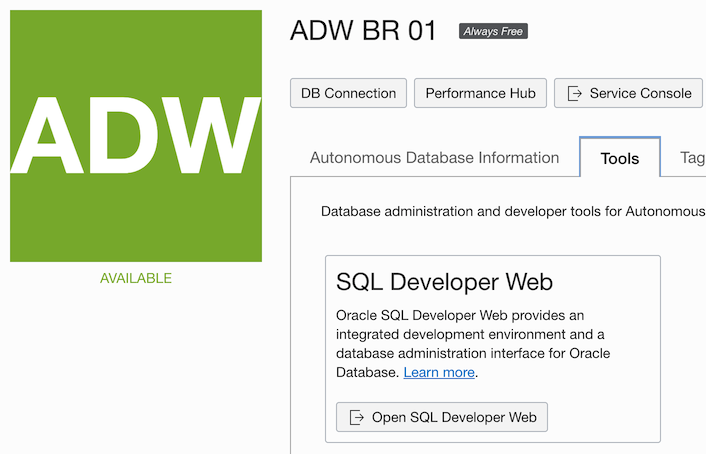 ADW
AVAILABLE
ADW BR 01 Always Free
DB Connection Performance Hub Service Console
Autonomous Database Information Tools Tag
Database administration and developer tools for Autonomous
SQL Developer Web
Oracle SQL Developer Web provides an
integrated development environment and a
database administration interface for Oracle
Database. Learn more.
Open SQL Developer Web